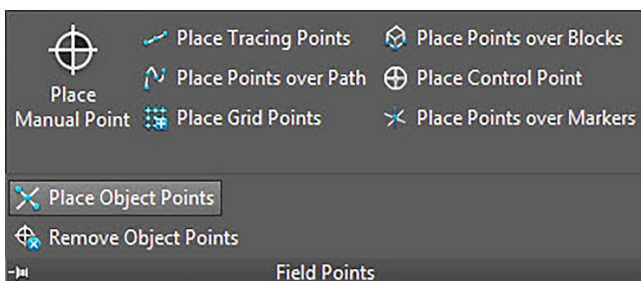 Place
Manual Point
Place Tracing Points
Place Points over Path
Place Grid Points
Place Points over Blocks
Place Control Point
Place Points over Markers
Place Object Points
Remove Object Points
Field Points